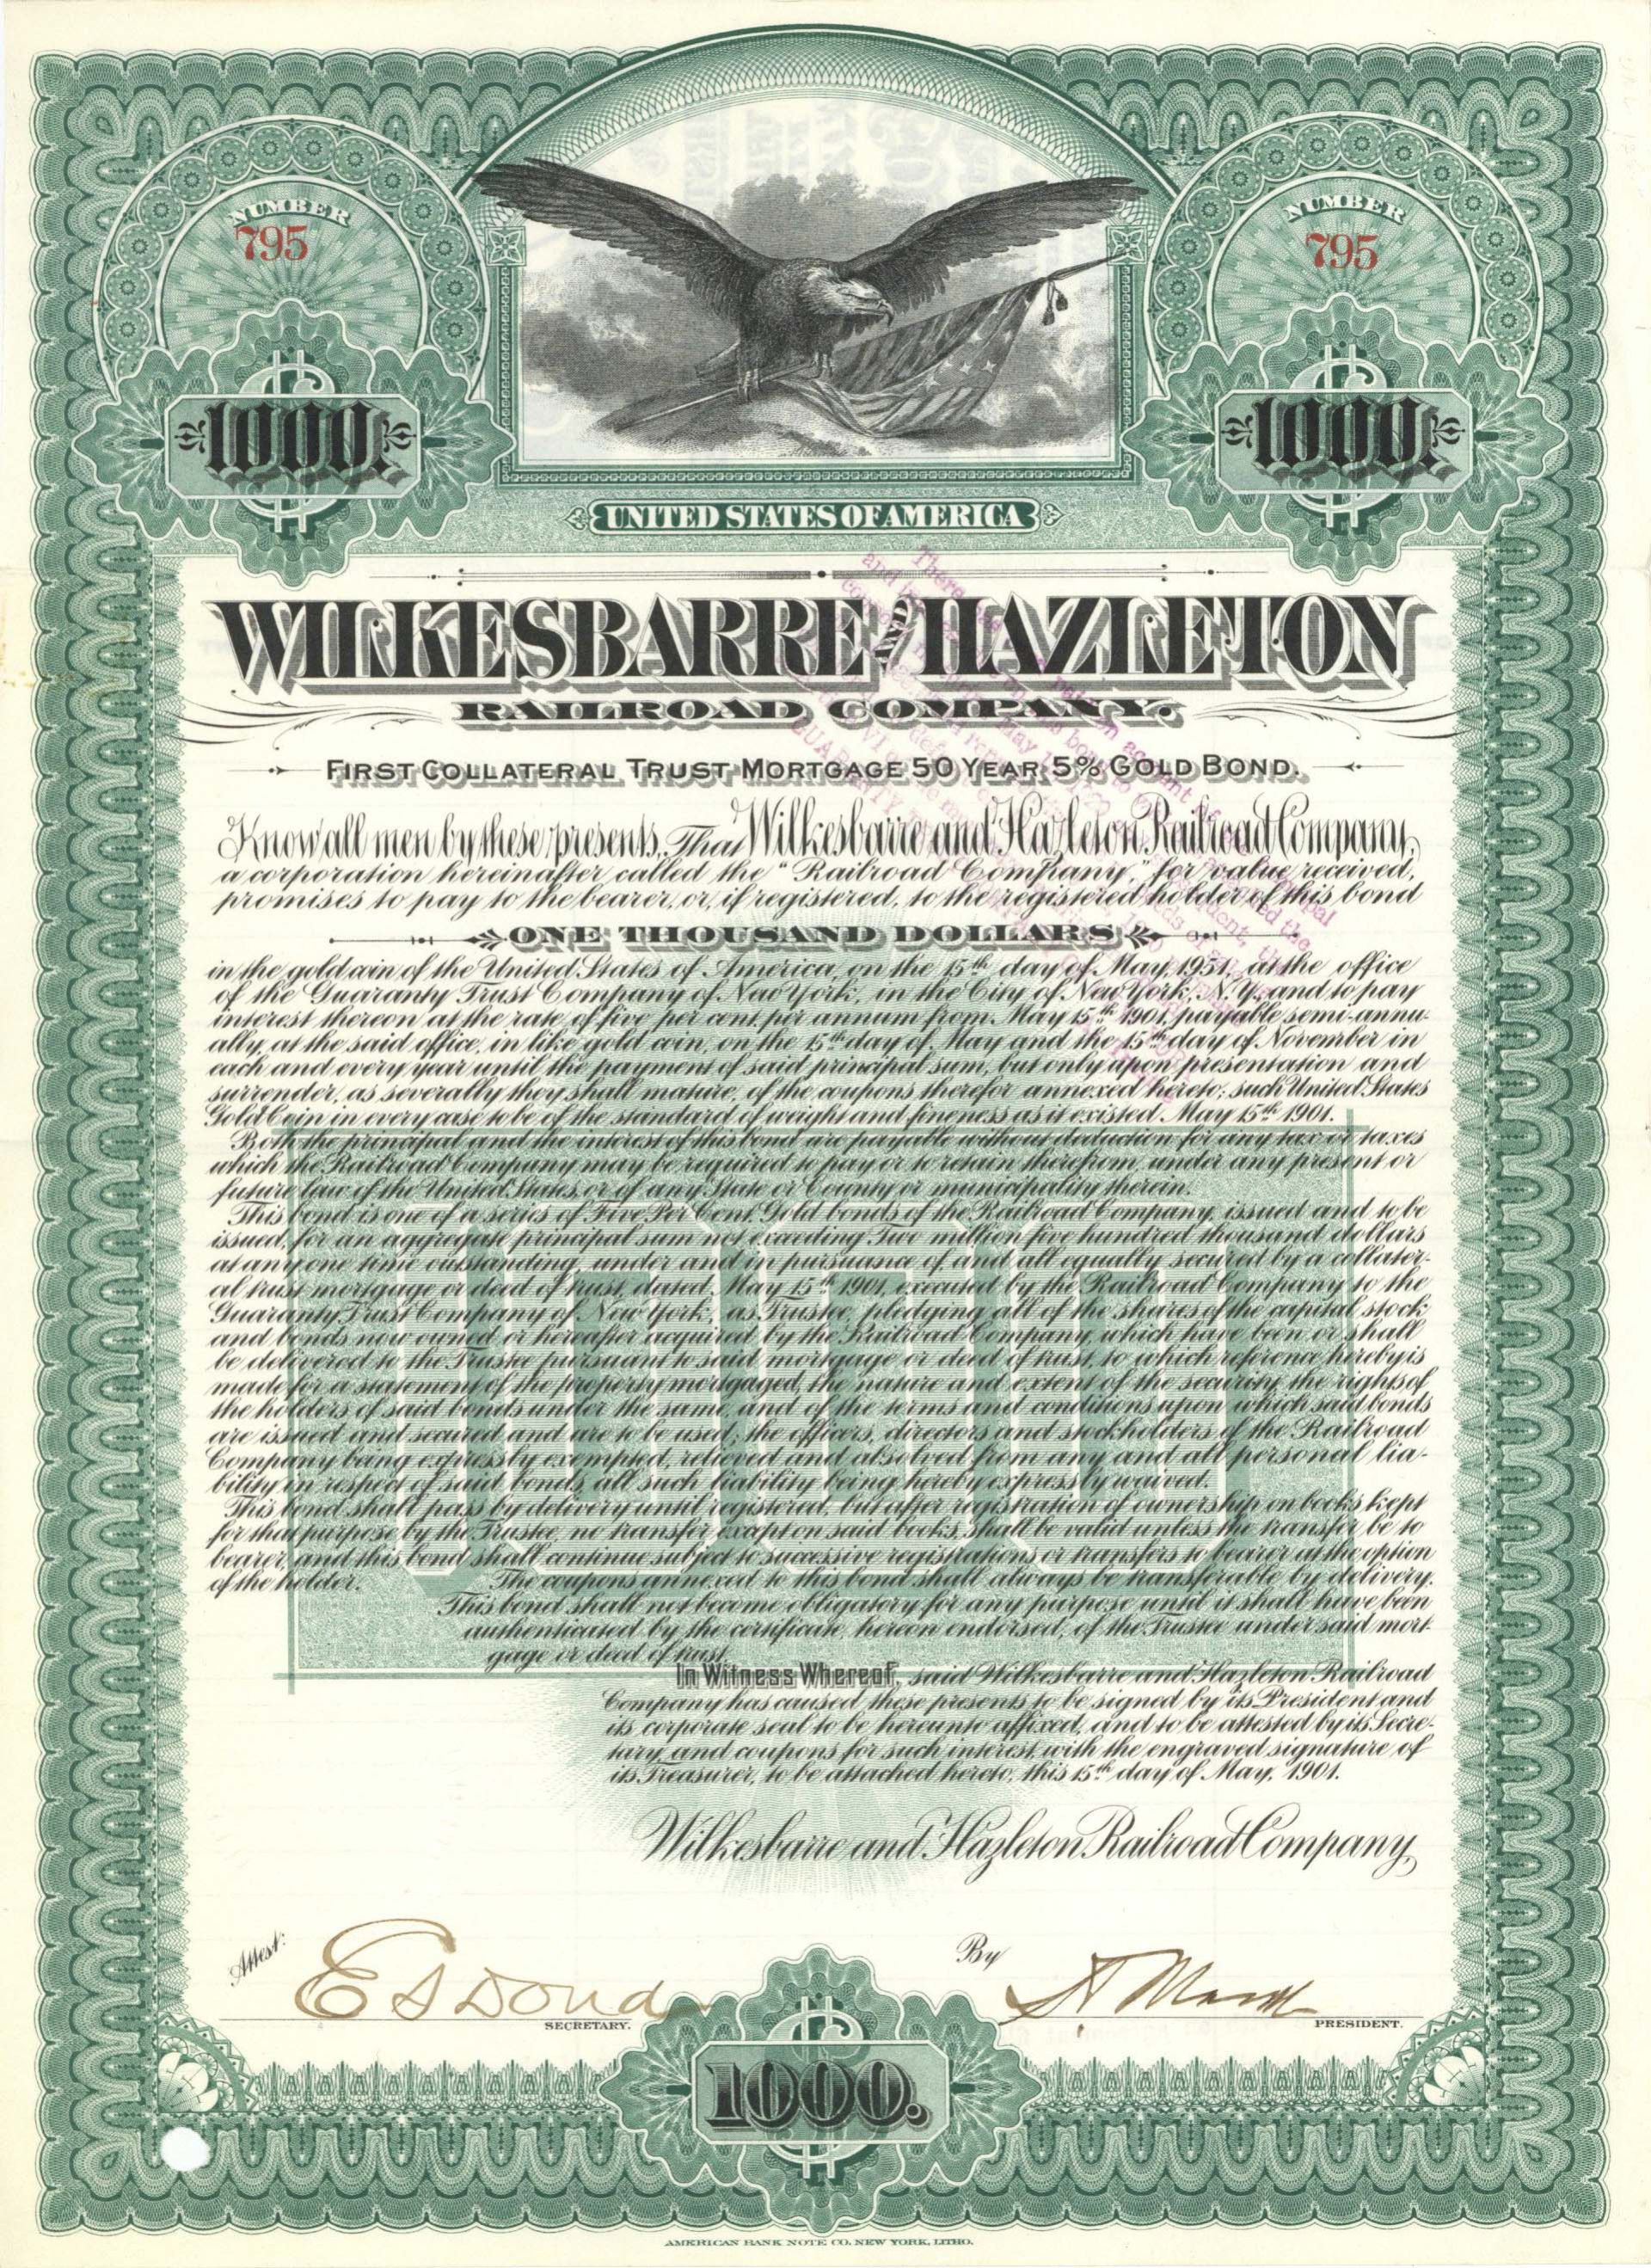 NUMBER
795
NUMBER
795
1000.
1000.
UNITED STATES OF AMERICA
WILKESBARRE AND HAZLETON
RAILROAD COMPANY.
FIRST COLLATERAL TRUST MORTGAGE 50 YEAR 5% GOLD BOND.
Know all men by these presents, That Wilkesbarre and Hazleton Railroad Company,
a corporation hereinafter called the "Railroad Company," for value received,
promises to pay to the bearer, or, if registered, to the registered holder of this bond
ONE THOUSAND DOLLARS
in the gold coin of the United States of America, on the 15th day of May, 1951, at the office
of the Guaranty Trust Company of New York, in the City of New York, N.Y., and to pay
interest thereon at the rate of five per cent. per annum from May 15th 1901, payable semi-annu-
ally, at the said office, in like gold coin, on the 15th day of May and the 15th day of November in
each and every year until the payment of said principal sum, but only upon presentation and
surrender, as severally they shall mature, of the coupons therefor annexed hereto; such United States
Gold Coin in every case to be of the standard of weight and fineness as it existed May 15th 1901.
Both the principal and the interest of this bond are payable without deduction for any tax or taxes
which the Railroad Company may be required to pay or to retain therefrom, under any present or
future law of the United States, or of any State or County or municipality therein.
This bond is one of a series of Five Per Cent. Gold bonds of the Railroad Company, issued and to be
issued, for an aggregate principal sum not exceeding Two million five hundred thousand dollars
at any one time outstanding, under and in pursuance of, and all equally secured by a collater-
al trust mortgage or deed of trust, dated May 15th 1901, executed by the Railroad Company to the
Guaranty Trust Company of New York, as Trustee, pledging all of the shares of the capital stock
and bonds now owned or hereafter acquired by the Railroad Company, which have been or shall
be delivered to the Trustee pursuant to said mortgage or deed of trust, to which reference hereby is
made for a statement of the property mortgaged, the nature and extent of the security, the rights of
the holders of said bonds under the same, and of the terms and conditions upon which said bonds
are issued and secured and are to be used; the officers, directors and stockholders of the Railroad
Company being expressly exempted, relieved and absolved from any and all personal lia-
bility in respect of said bonds, all such liability being hereby expressly waived.
This bond shall pass by delivery until registered, but after registration of ownership on books kept
for that purpose by the Trustee, no transfer except on said books, shall be valid unless the transfer be to
bearer, and this bond shall continue subject to successive registrations or transfers to bearer at the option
of the holder. The coupons annexed to this bond shall always be transferable by delivery.
This bond shall not become obligatory for any purpose until it shall have been
authenticated by the certificate, hereon endorsed, of the Trustee under said mort-
gage or deed of trust.
In Witness Whereof, said Wilkesbarre and Hazleton Railroad
Company has caused these presents to be signed by its President and
its corporate seal to be hereunto affixed, and to be attested by its Secre-
tary, and coupons for such interest, with the engraved signature of
its Treasurer, to be attached hereto, this 15th day of May, 1901.
Wilkesbarre and Hazleton Railroad Company,
Attest:
By
SECRETARY.
PRESIDENT.
1000.
AMERICAN BANK NOTE CO. NEW YORK, LITHO.